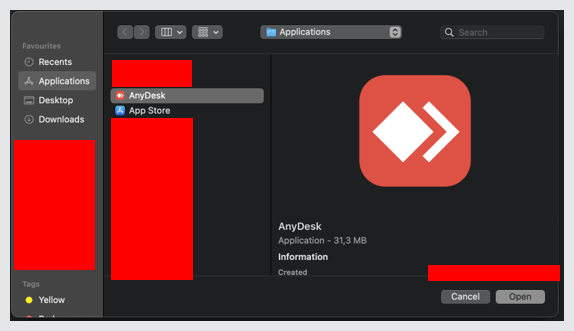 Applications
Search
Favourites
Recents
Applications
Desktop
Downloads
Tags
Yellow
AnyDesk
App Store
AnyDesk
Application - 31,3 MB
Information
Created
Cancel
Open